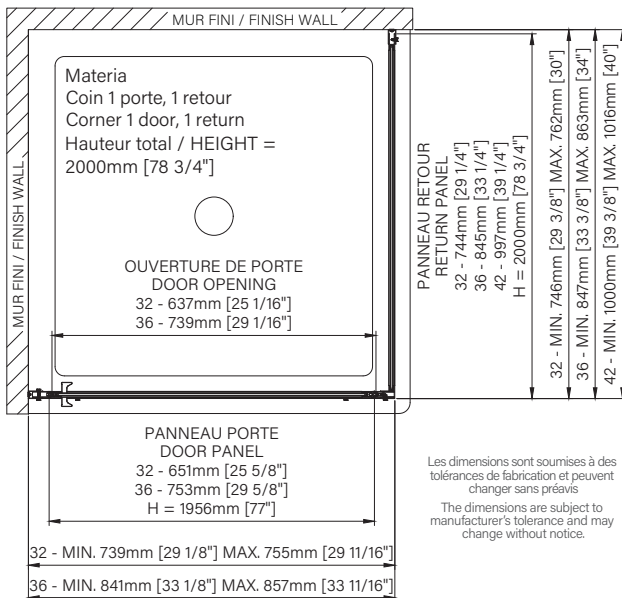 MUR FINI / FINISH WALL
MUR FINI / FINISH WALL
Materia
Coin 1 porte, 1 retour
Corner 1 door, 1 return
Hauteur total / HEIGHT =
2000mm [78 3/4"]
OUVERTURE DE PORTE
DOOR OPENING
32 - 637mm [25 1/16"]
36 - 739mm [29 1/16"]
PANNEAU RETOUR
RETURN PANEL
32 - 744mm [29 1/4"]
36 - 845mm [33 1/4"]
42 - 997mm [39 1/4"]
H = 2000mm [78 3/4"]
32 - MIN. 746mm [29 3/8"] MAX. 762mm [30"]
36 - MIN. 847mm [33 3/8"] MAX. 863mm [34"]
42 - MIN. 1000mm [39 3/8"] MAX. 1016mm [40"]
PANNEAU PORTE
DOOR PANEL
32 - 651mm [25 5/8"]
36 - 753mm [29 5/8"]
H = 1956mm [77"]
Les dimensions sont soumises à des
tolérances de fabrication et peuvent
changer sans préavis
The dimensions are subject to
manufacturer's tolerance and may
change without notice.
32 - MIN. 739mm [29 1/8"] MAX. 755mm [29 11/16"]
36 - MIN. 841mm [33 1/8"] MAX. 857mm [33 11/16"]